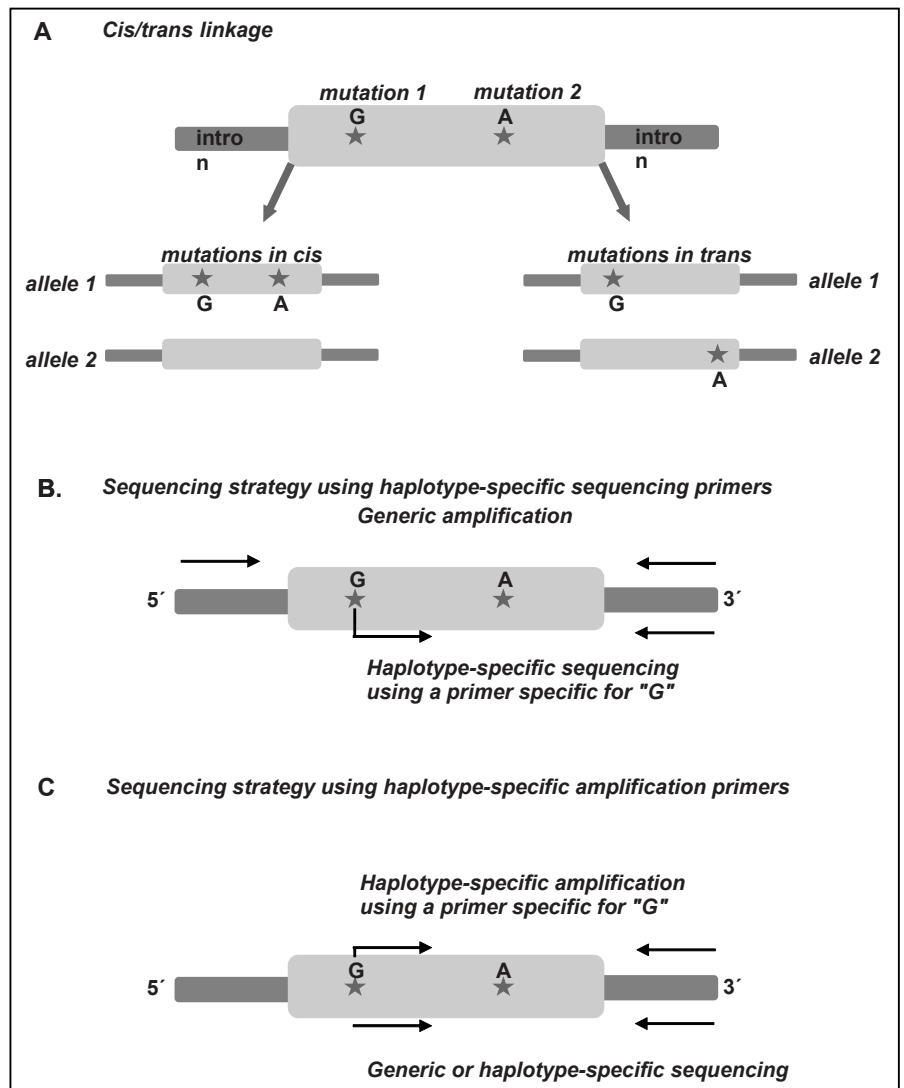 A Cis/trans linkage
mutation 1 mutation 2
G A
intro intro
n n
mutations in cis mutations in trans
allele 1 allele 1
G A G
allele 2 allele 2
A
B. Sequencing strategy using haplotype-specific sequencing primers
Generic amplification
G A
5´ 3´
Haplotype-specific sequencing
using a primer specific for "G"
C Sequencing strategy using haplotype-specific amplification primers
Haplotype-specific amplification
using a primer specific for "G"
G A
5´ 3´
Generic or haplotype-specific sequencing